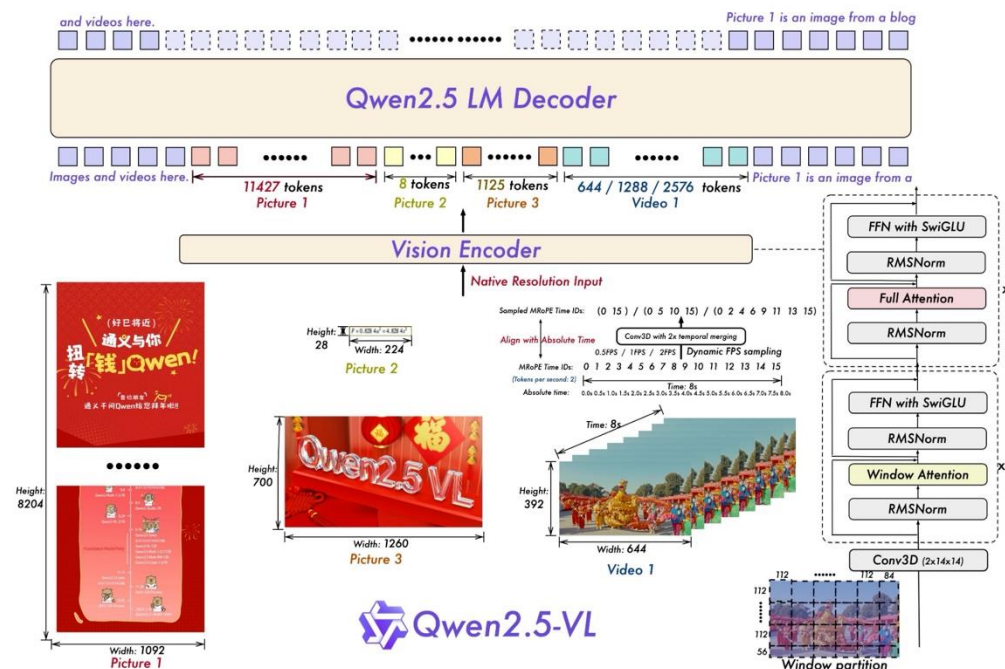 and videos here.
Picture 1 is an image from a blog
Qwen2.5 LM Decoder
Images and videos here.
11427 tokens
Picture 1
8 tokens
Picture 2
1125 tokens
Picture 3
644 / 1288 / 2576 tokens
Video 1
Picture 1 is an image from a
Vision Encoder
Native Resolution Input
FFN with SwiGLU
RMSNorm
Full Attention
RMSNorm
FFN with SwiGLU
RMSNorm
Window Attention
RMSNorm
Conv3D (2x14x14)
Height:
8204
(好已将近)
通义与你
扭转
「钱」Qwen!
通义千问Qwen给您拜年啦!!
Width: 1092
Picture 1
Height:
28
Width: 224
Picture 2
Sampled MRoPE Time IDs: (0 15) / (0 5 10 15) / (0 2 4 6 9 11 13 15)
Align with Absolute Time
Conv3D with 2x temporal merging
0.5FPS / 1FPS / 2FPS
Dynamic FPS sampling
MRoPE Time IDs: 0 1 2 3 4 5 6 7 8 9 10 11 12 13 14 15
(Tokens per second: 2)
Time: 8s
Absolute time: 0.0s 0.5s 1.0s 1.5s 2.0s 2.5s 3.0s 3.5s 4.0s 4.5s 5.0s 5.5s 6.0s 6.5s 7.0s 7.5s 8.0s
Height:
700
福
Qwen2.5 VL
Width: 1260
Picture 3
Time: 8s
Height:
392
Width: 644
Video 1
112 112 84
112
112
56
Window partition
Qwen2.5-VL